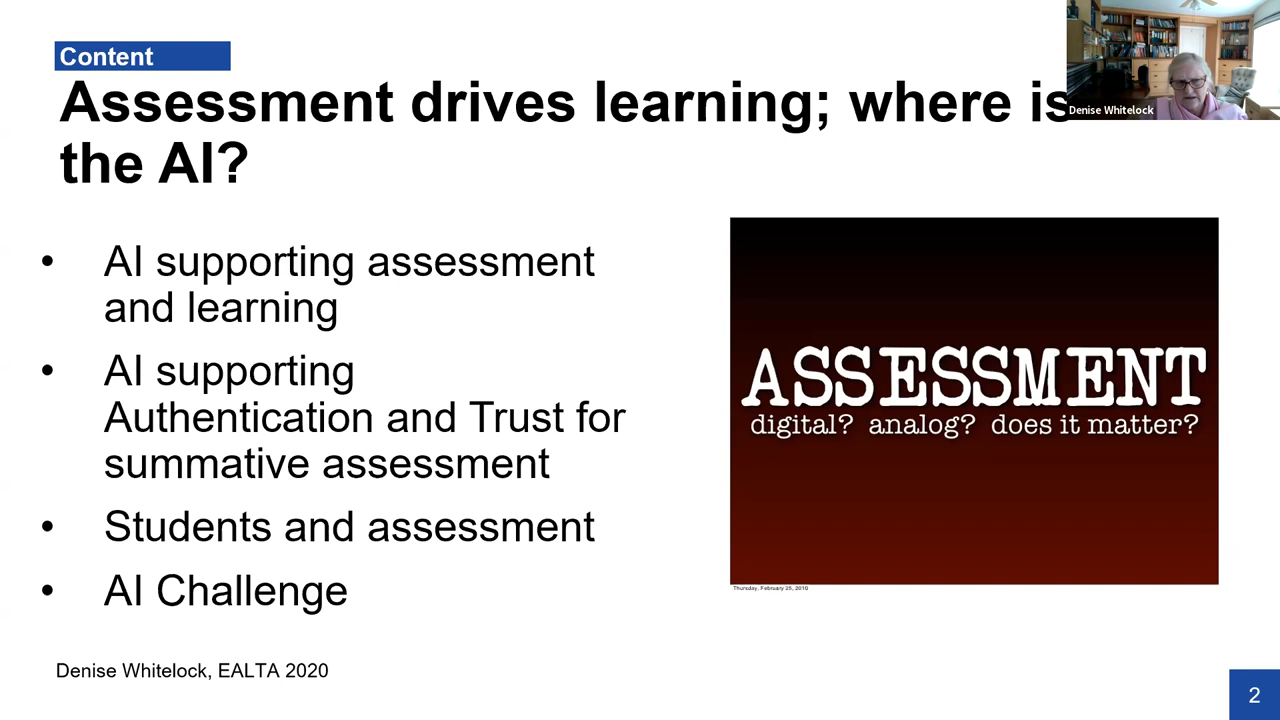 Content
Assessment drives learning; where is
the AI?
Denise Whitelock
• AI supporting assessment
and learning
• AI supporting
Authentication and Trust for
summative assessment
• Students and assessment
• AI Challenge
ASSESSMENT
digital? analog? does it matter?
Thursday, February 25, 2010
Denise Whitelock, EALTA 2020
2